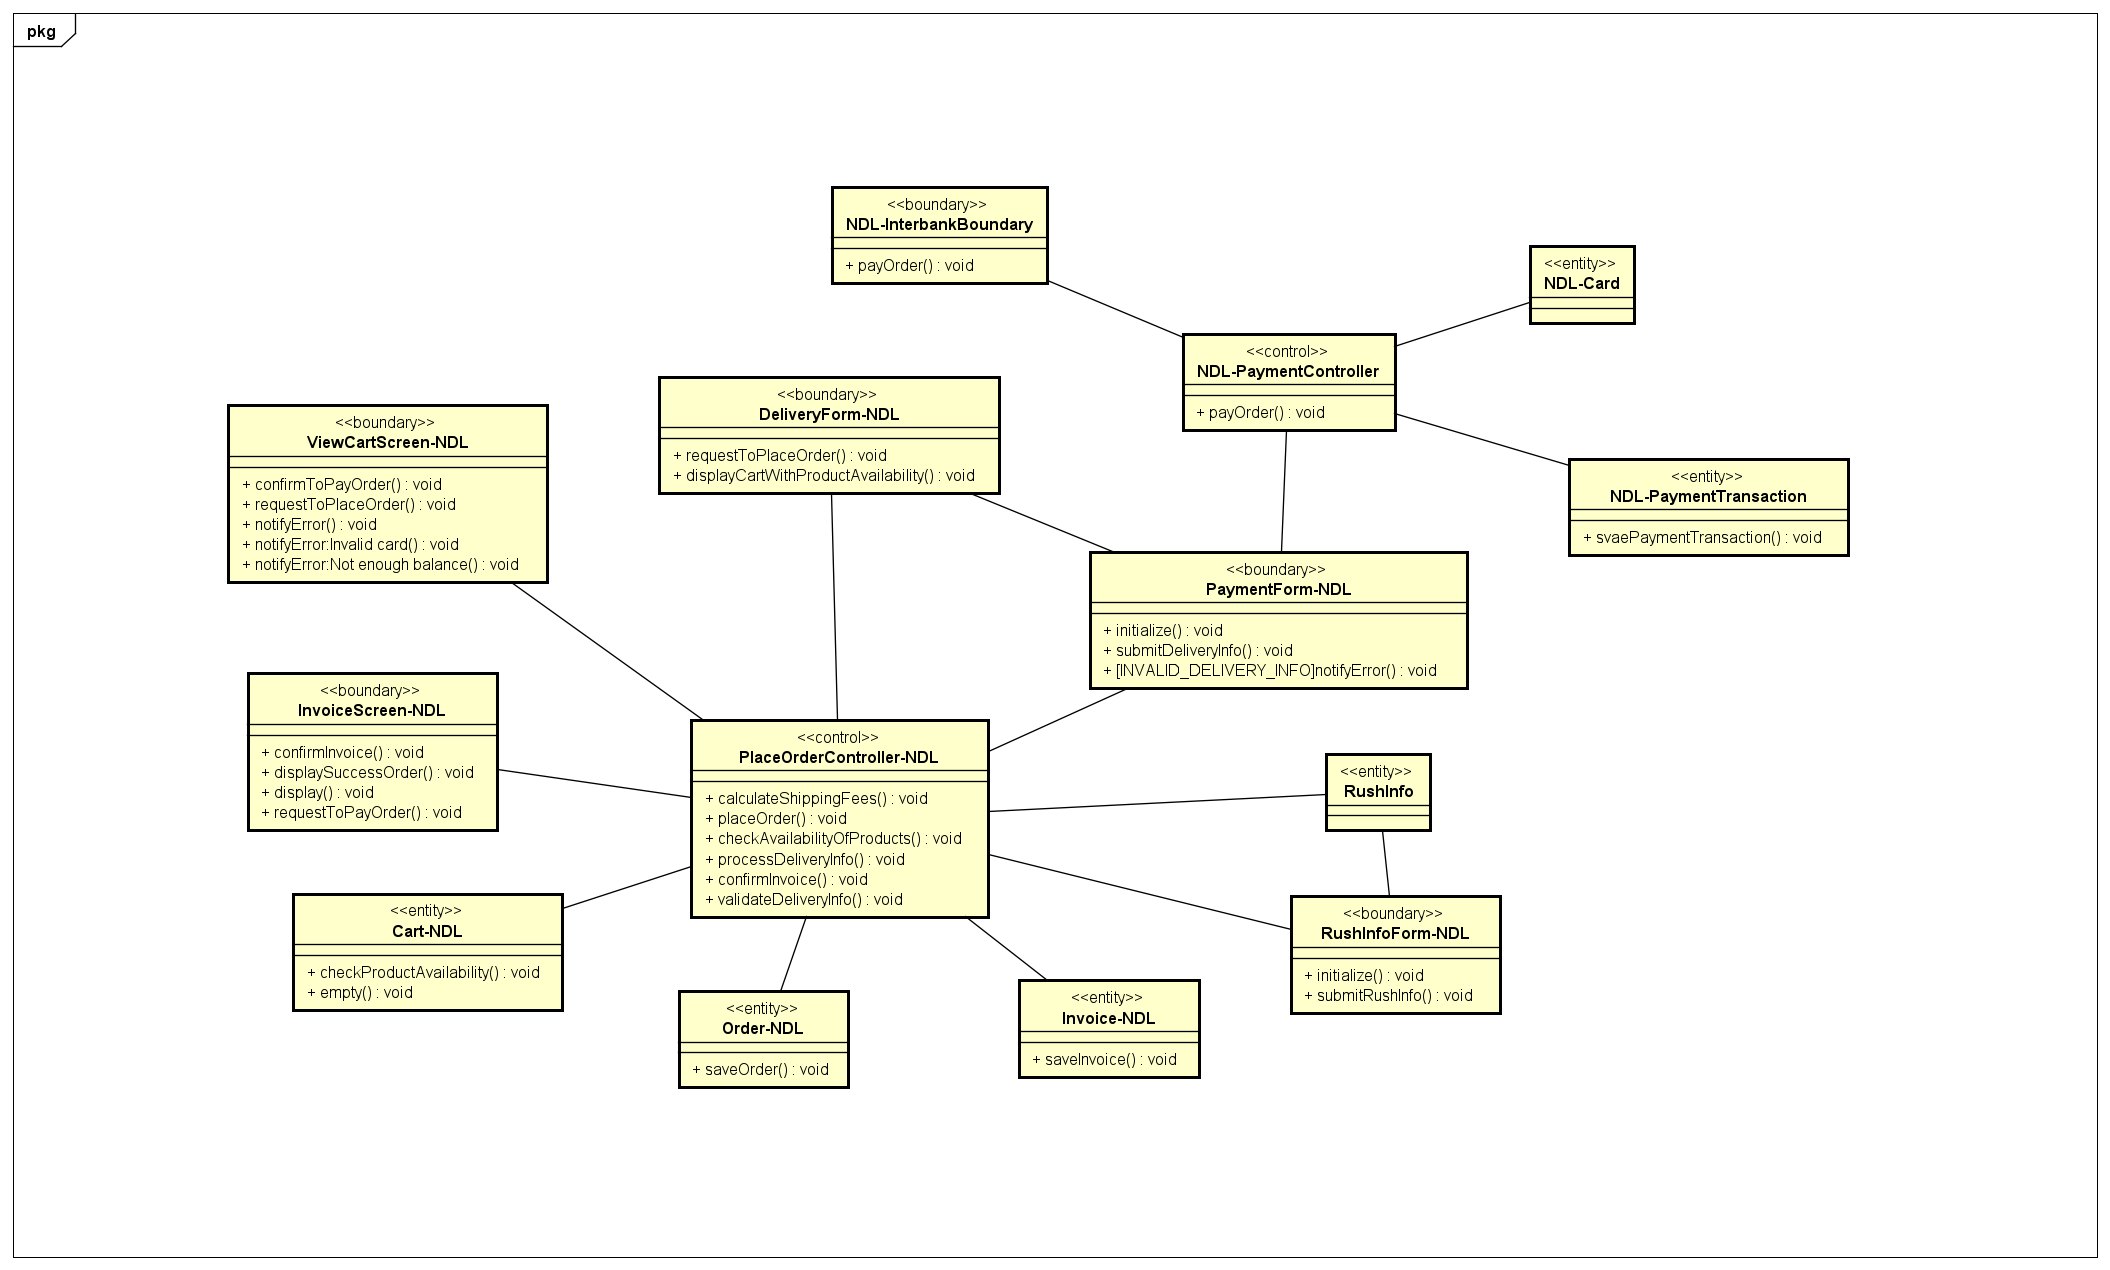 pkg
<<boundary>>
NDL-InterbankBoundary
+ payOrder() : void
<<entity>>
NDL-Card
<<control>>
NDL-PaymentController
+ payOrder() : void
<<boundary>>
DeliveryForm-NDL
+ requestToPlaceOrder() : void
+ displayCartWithProductAvailability() : void
<<boundary>>
ViewCartScreen-NDL
+ confirmToPayOrder() : void
+ requestToPlaceOrder() : void
+ notifyError() : void
+ notifyError:Invalid card() : void
+ notifyError:Not enough balance() : void
<<entity>>
NDL-PaymentTransaction
+ svaePaymentTransaction() : void
<<boundary>>
PaymentForm-NDL
+ initialize() : void
+ submitDeliveryInfo() : void
+ [INVALID_DELIVERY_INFO]notifyError() : void
<<boundary>>
InvoiceScreen-NDL
+ confirmInvoice() : void
+ displaySuccessOrder() : void
+ display() : void
+ requestToPayOrder() : void
<<control>>
PlaceOrderController-NDL
+ calculateShippingFees() : void
+ placeOrder() : void
+ checkAvailabilityOfProducts() : void
+ processDeliveryInfo() : void
+ confirmInvoice() : void
+ validateDeliveryInfo() : void
<<entity>>
RushInfo
<<entity>>
Cart-NDL
+ checkProductAvailability() : void
+ empty() : void
<<boundary>>
RushInfoForm-NDL
+ initialize() : void
+ submitRushInfo() : void
<<entity>>
Order-NDL
+ saveOrder() : void
<<entity>>
Invoice-NDL
+ saveInvoice() : void